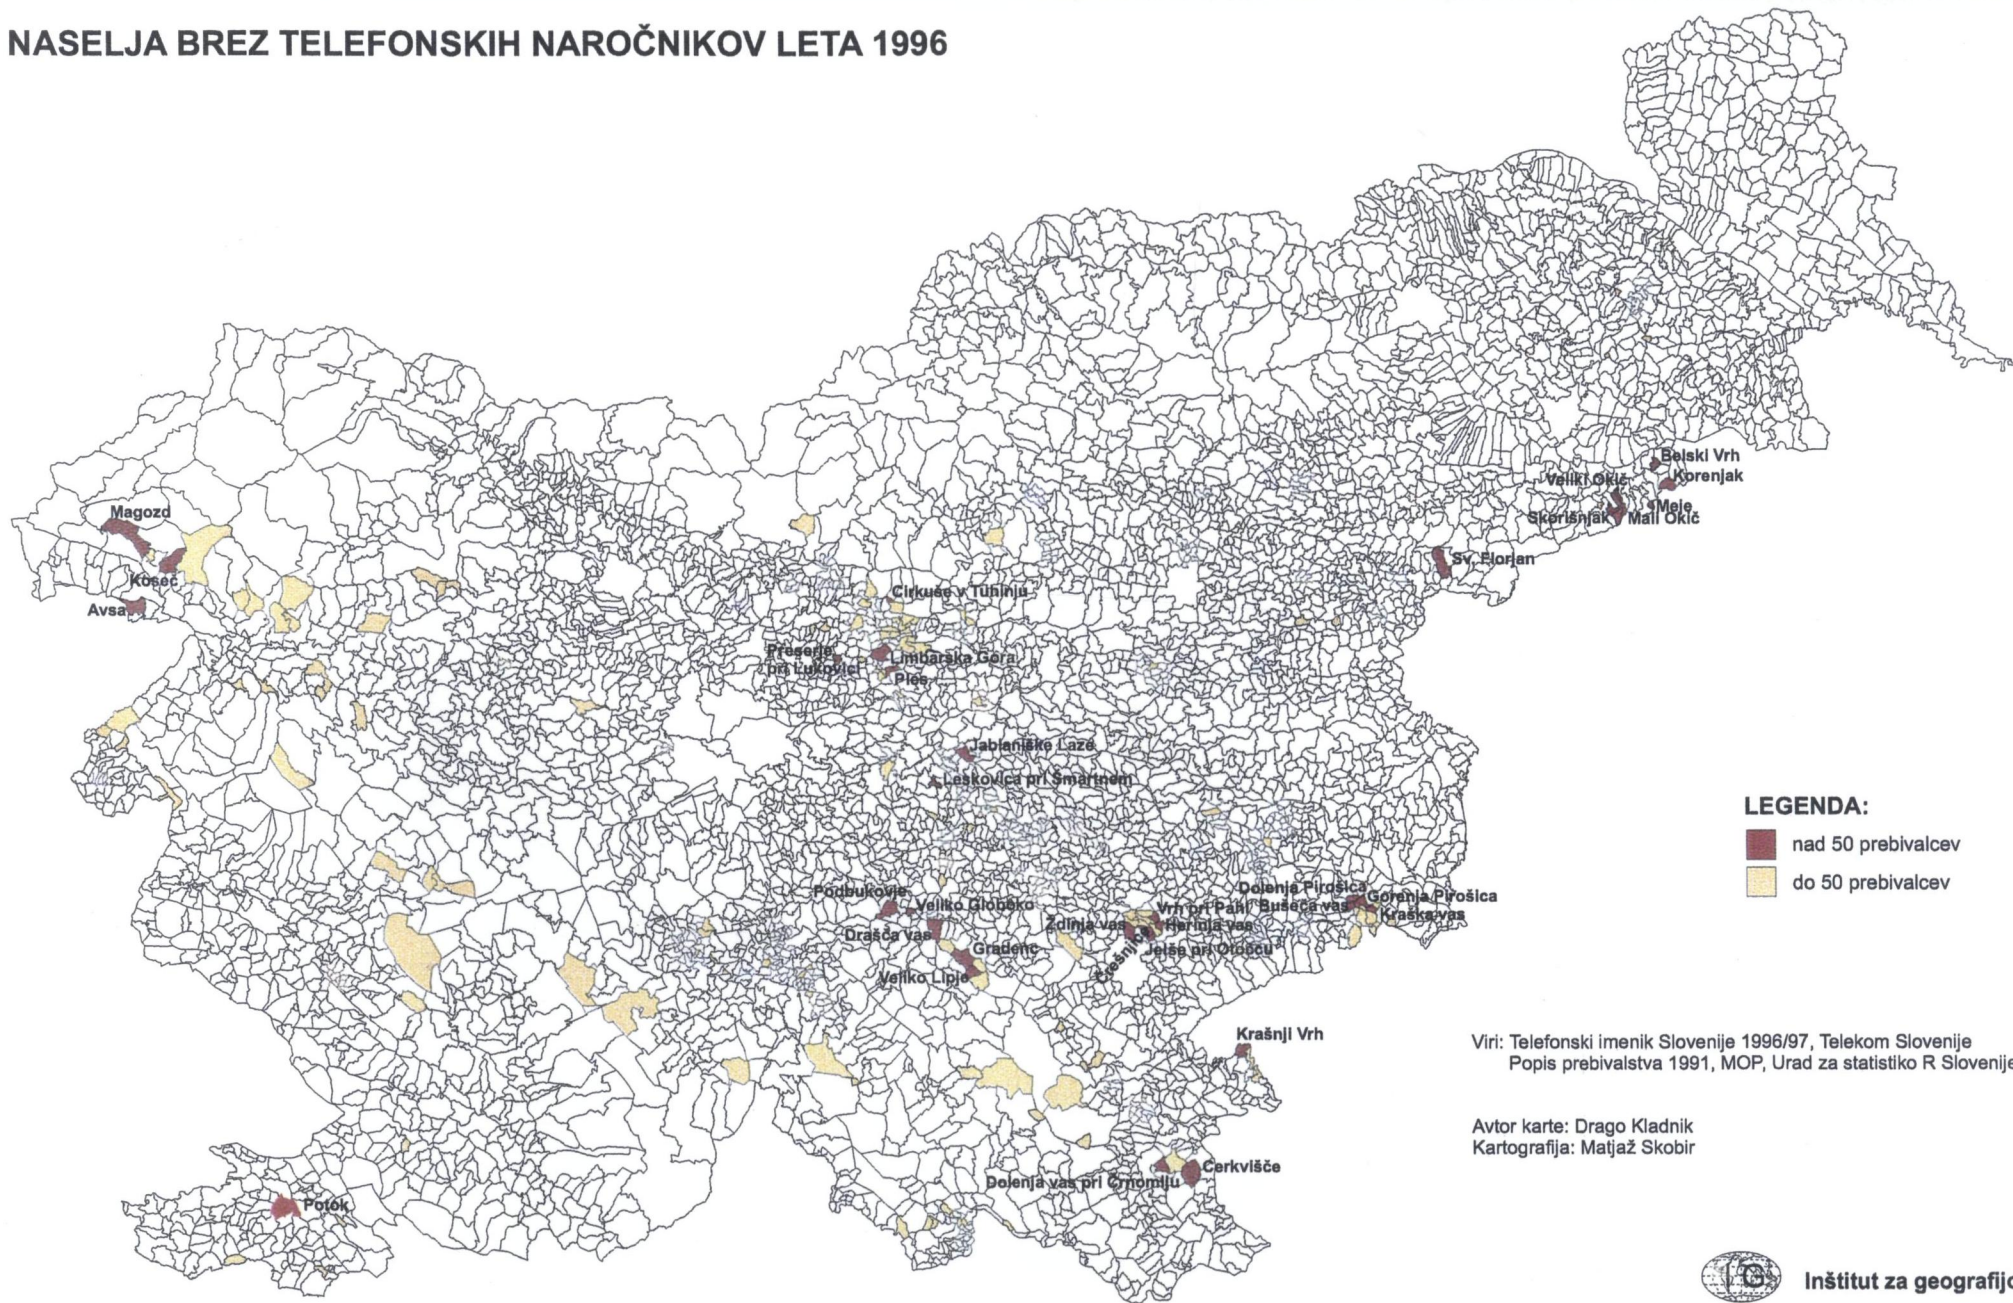 NASELJA BREZ TELEFONSKIH NAROČNIKOV LETA 1996
Belski Vrh
Veliki Okič
Korenjak
Meje
Skorišnjak
Mali Okič
Magozd
Koseč
Avsa
Sv. Florjan
Cirkuše v Tuhinju
Preserje
pri Lukovici
Limbarska Gora
Ples
Jablaniške Laze
Leskovica pri Šmartnem
LEGENDA:
nad 50 prebivalcev
do 50 prebivalcev
Podbukovje
Veliko Globoko
Drašča vas
Gradenc
Veliko Lipje
Dolenja Pirošica
Gorenja Pirošica
Bušeča vas
Kraška vas
Vrh pri Pahi
Ždinja vas
Herinja vas
Jelše pri Otočcu
Črešnjice
Krašnji Vrh
Viri: Telefonski imenik Slovenije 1996/97, Telekom Slovenije
Popis prebivalstva 1991, MOP, Urad za statistiko R Slovenije
Avtor karte: Drago Kladnik
Kartografija: Matjaž Skobir
Cerkvišče
Dolenja vas pri Črnomlju
Potok
Inštitut za geografijo